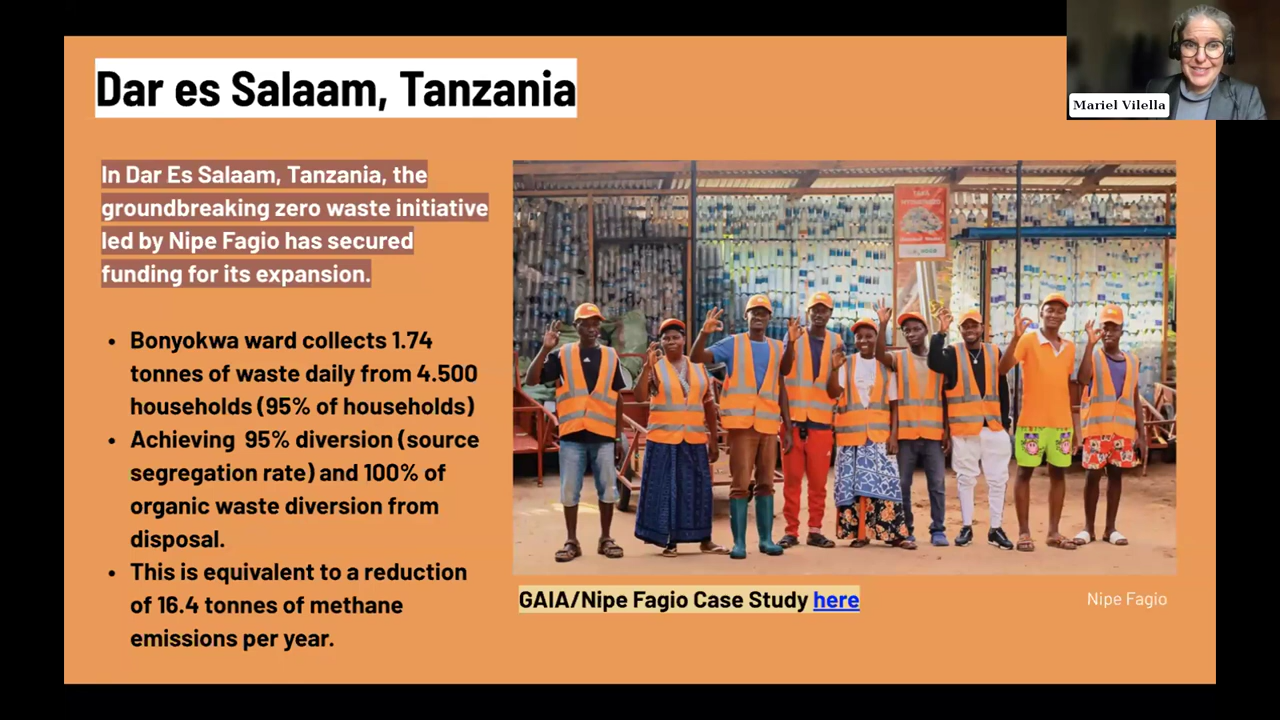 Dar es Salaam, Tanzania
Mariel Vilella
In Dar Es Salaam, Tanzania, the
groundbreaking zero waste initiative
led by Nipe Fagio has secured
funding for its expansion.
• Bonyokwa ward collects 1.74
tonnes of waste daily from 4.500
households (95% of households)
• Achieving  95% diversion (source
segregation rate) and 100% of
organic waste diversion from
disposal.
• This is equivalent to a reduction
of 16.4 tonnes of methane
emissions per year.
GAIA/Nipe Fagio Case Study here
Nipe Fagio